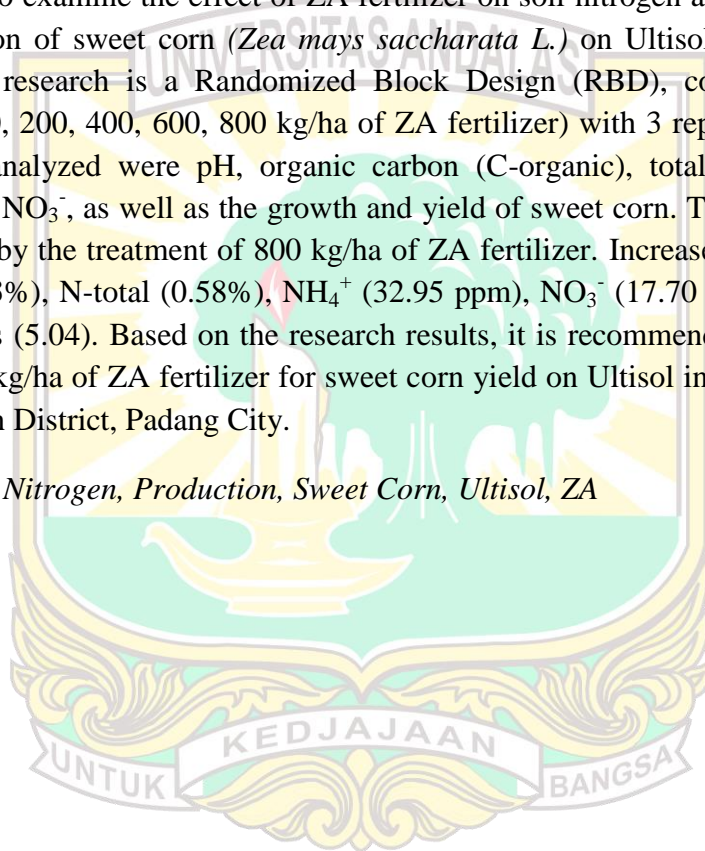 o examine the effect of ZA fertilizer on soil nitrogen a
on of sweet corn (Zea mays saccharata L.) on Ultisol
UNIVERSITAS ANDALAS
research is a Randomized Block Design (RBD), co
, 200, 400, 600, 800 kg/ha of ZA fertilizer) with 3 rep
nalyzed were pH, organic carbon (C-organic), total
NO₃⁻, as well as the growth and yield of sweet corn. T
by the treatment of 800 kg/ha of ZA fertilizer. Increase
%), N-total (0.58%), NH₄⁺ (32.95 ppm), NO₃⁻ (17.70
s (5.04). Based on the research results, it is recommen
kg/ha of ZA fertilizer for sweet corn yield on Ultisol in
n District, Padang City.
Nitrogen, Production, Sweet Corn, Ultisol, ZA
UNTUK KEDJAJAAN BANGSA